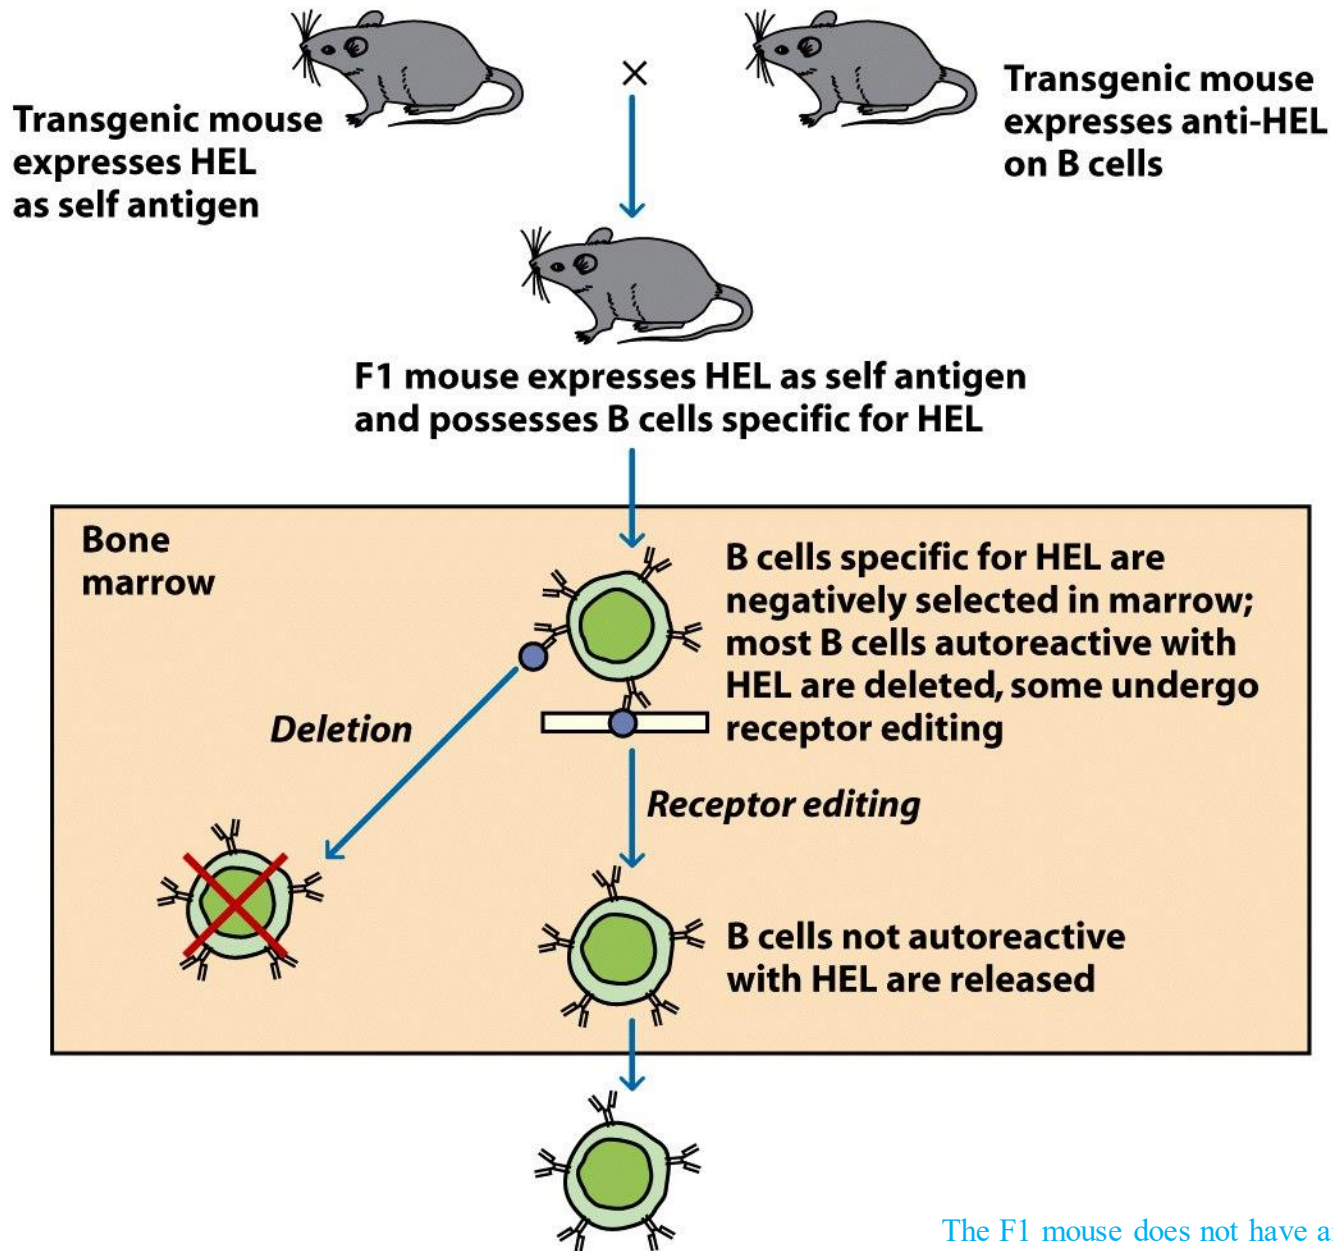 Transgenic mouse
expresses HEL
as self antigen
×
Transgenic mouse
expresses anti-HEL
on B cells
F1 mouse expresses HEL as self antigen
and possesses B cells specific for HEL
Bone
marrow
B cells specific for HEL are
negatively selected in marrow;
most B cells autoreactive with
HEL are deleted, some undergo
receptor editing
Deletion
Receptor editing
B cells not autoreactive
with HEL are released
The F1 mouse does not have